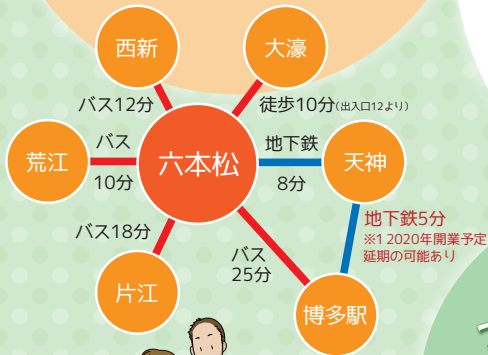 西新
大濠
バス12分
徒歩10分(出入口12より)
荒江
バス
10分
六本松
地下鉄
8分
天神
バス18分
バス
25分
地下鉄5分
※1 2020年開業予定
延期の可能あり
片江
博多駅